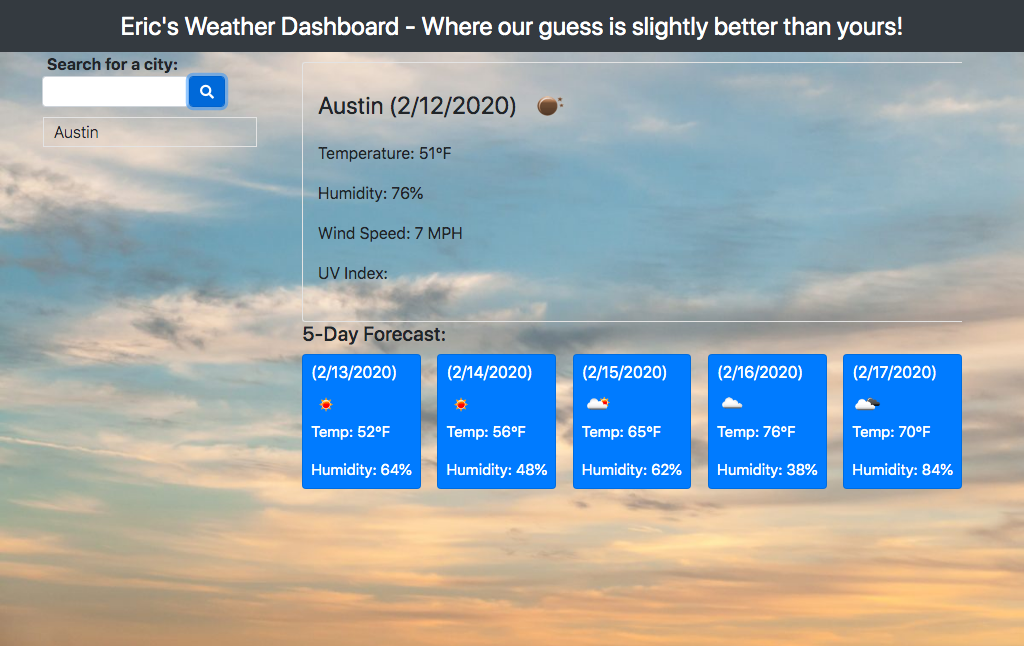 Eric's Weather Dashboard - Where our guess is slightly better than yours!
Search for a city:
Austin
Austin (2/12/2020)
Temperature: 51°F
Humidity: 76%
Wind Speed: 7 MPH
UV Index:
5-Day Forecast:
(2/13/2020)
Temp: 52°F
Humidity: 64%
(2/14/2020)
Temp: 56°F
Humidity: 48%
(2/15/2020)
Temp: 65°F
Humidity: 62%
(2/16/2020)
Temp: 76°F
Humidity: 38%
(2/17/2020)
Temp: 70°F
Humidity: 84%